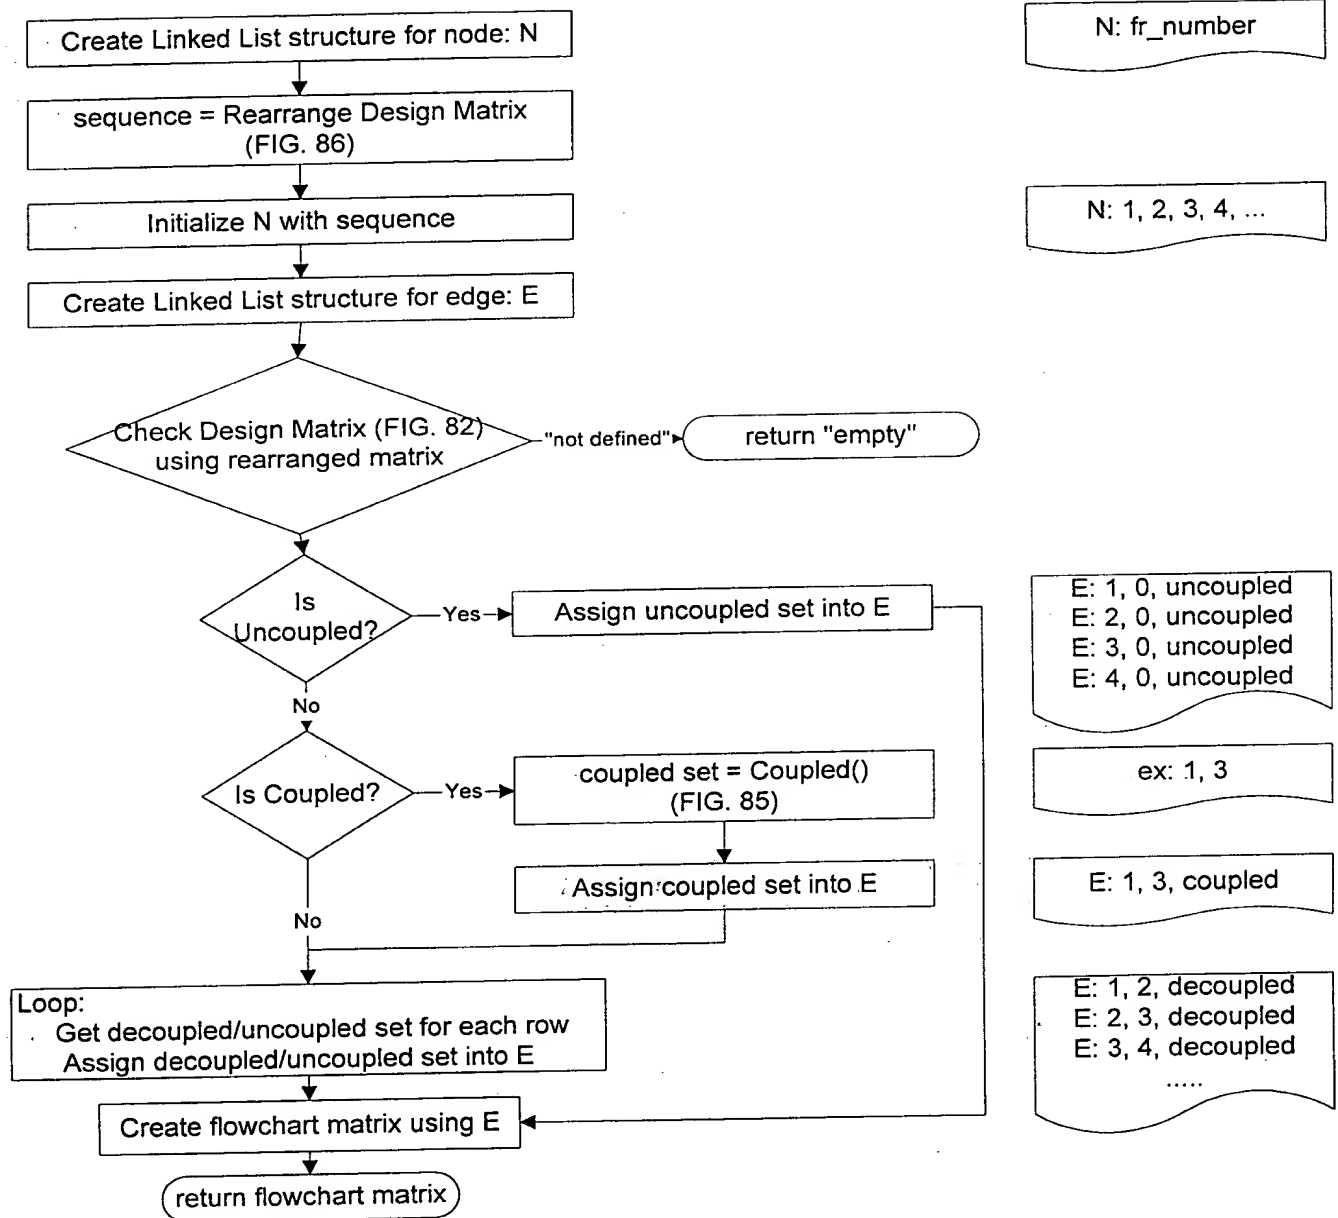 Create Linked List structure for node: N
N: fr_number
sequence = Rearrange Design Matrix
(FIG. 86)
Initialize N with sequence
N: 1, 2, 3, 4, ...
Create Linked List structure for edge: E
Check Design Matrix (FIG. 82)
using rearranged matrix
"not defined"
return "empty"
Is
Uncoupled?
Yes
Assign uncoupled set into E
E: 1, 0, uncoupled
E: 2, 0, uncoupled
E: 3, 0, uncoupled
E: 4, 0, uncoupled
No
Is Coupled?
Yes
coupled set = Coupled()
(FIG. 85)
ex: 1, 3
Assign coupled set into E
E: 1, 3, coupled
No
Loop:
Get decoupled/uncoupled set for each row
Assign decoupled/uncoupled set into E
E: 1, 2, decoupled
E: 2, 3, decoupled
E: 3, 4, decoupled
.....
Create flowchart matrix using E
return flowchart matrix